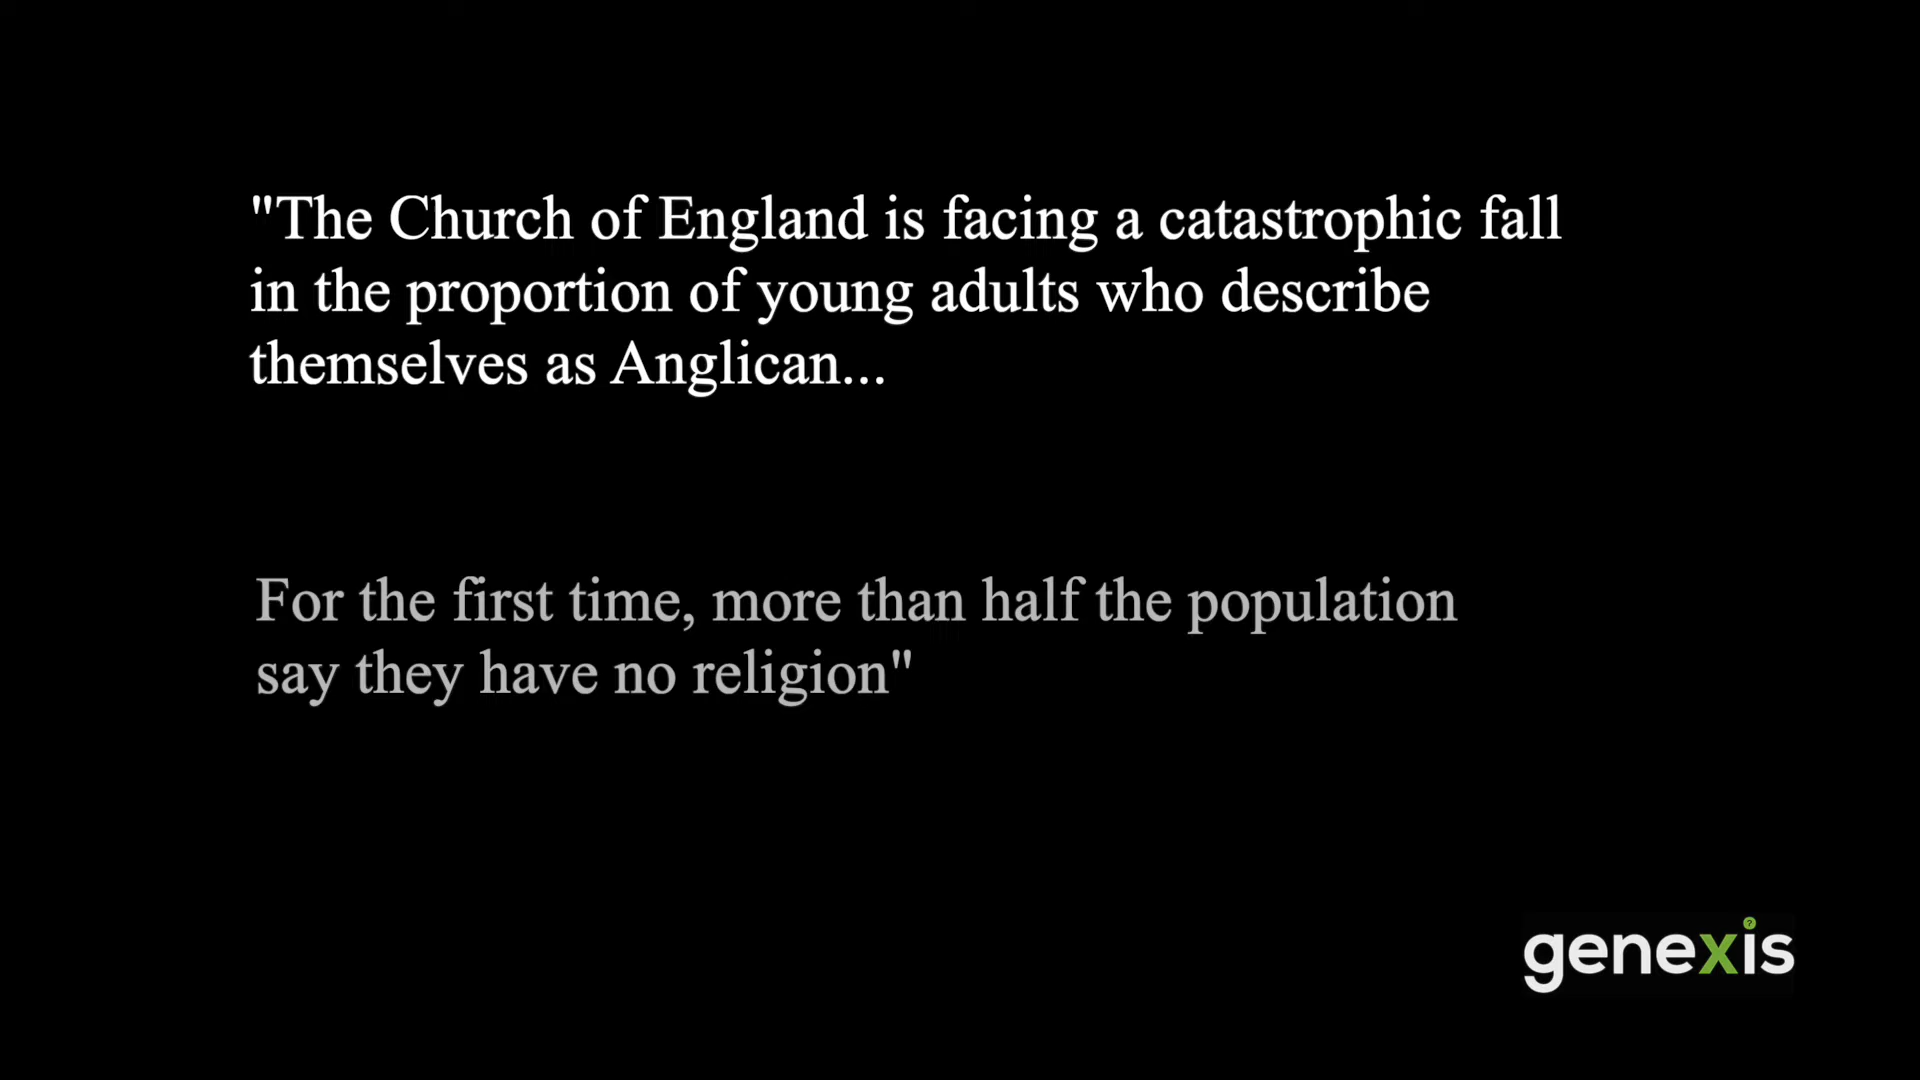 "The Church of England is facing a catastrophic fall
in the proportion of young adults who describe
themselves as Anglican...
For the first time, more than half the population
say they have no religion"
genexis